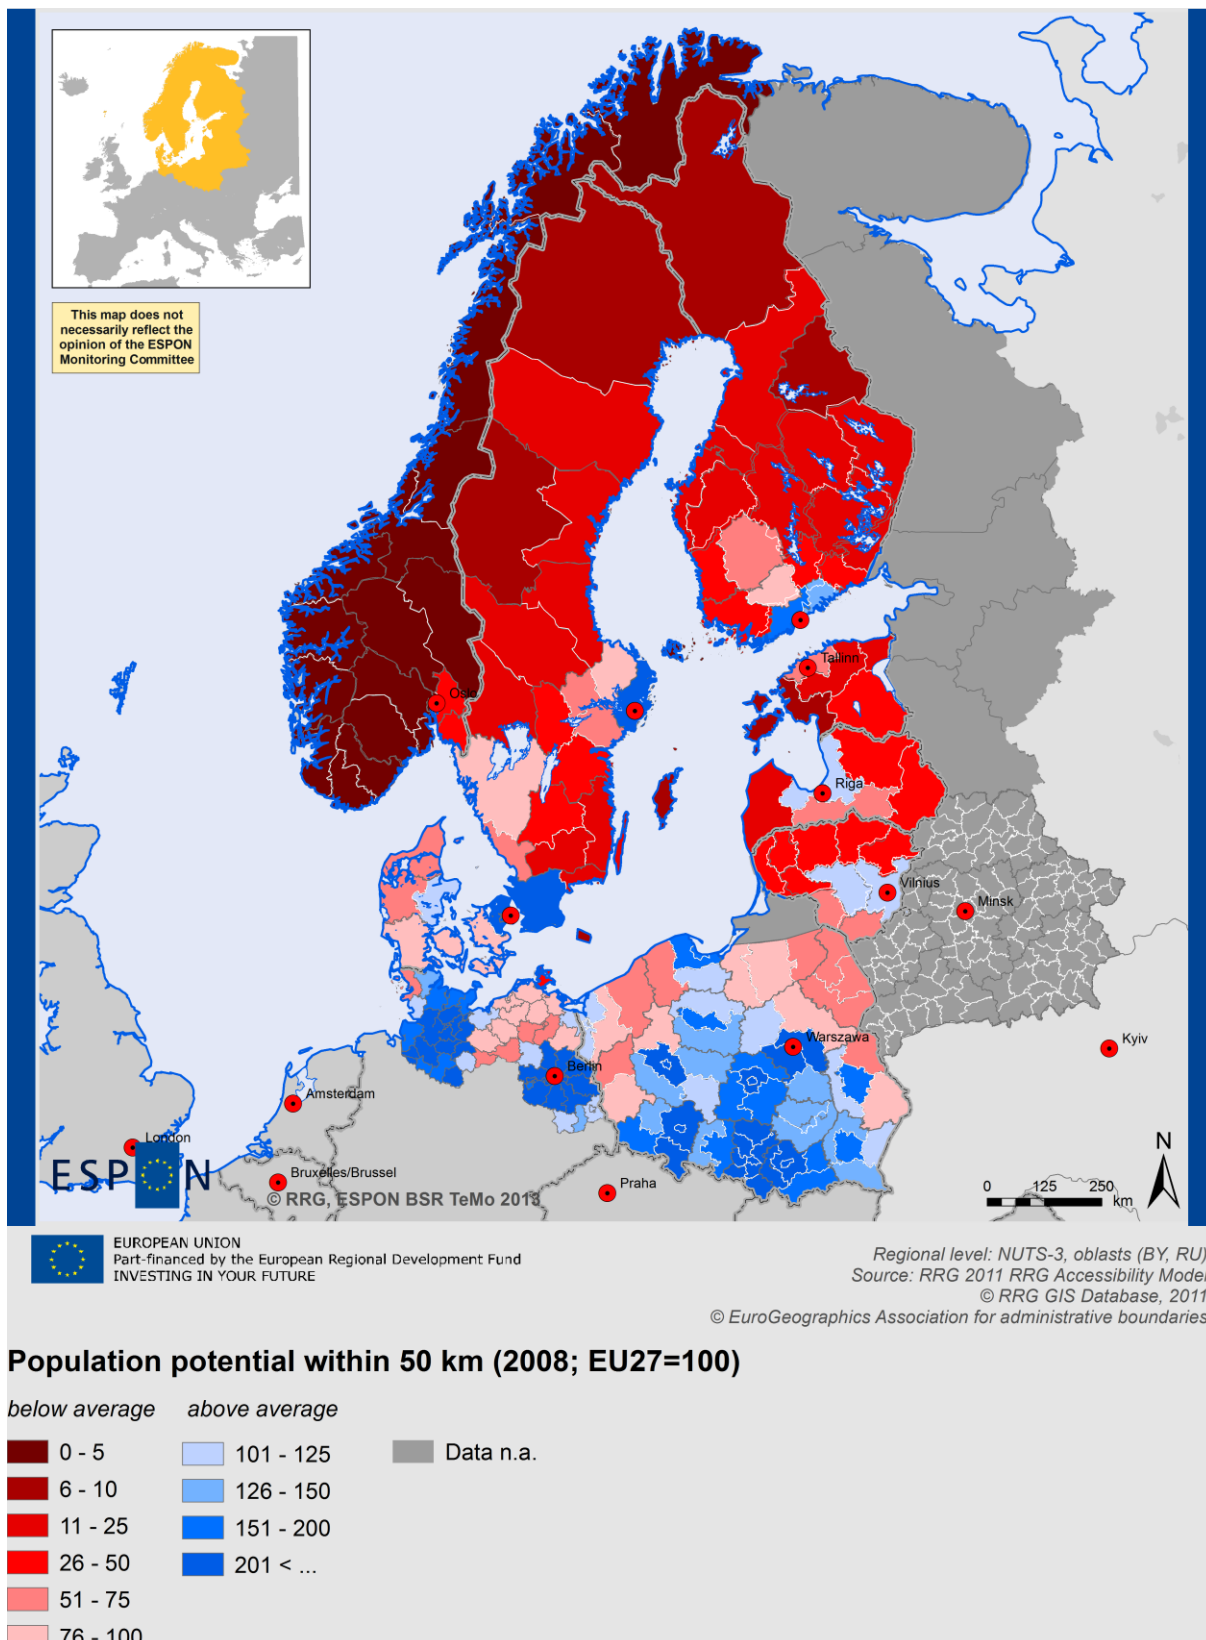 This map does not
necessarily reflect the
opinion of the ESPON
Monitoring Committee
Oslo
Tallinn
Riga
Vilnius
Minsk
Warszawa
Kyiv
Berlin
Amsterdam
London
Bruxelles/Brussel
Praha
ESPON
© RRG, ESPON BSR TeMo 2013
N
0 125 250
km
EUROPEAN UNION
Part-financed by the European Regional Development Fund
INVESTING IN YOUR FUTURE
Regional level: NUTS-3, oblasts (BY, RU)
Source: RRG 2011 RRG Accessibility Model
© RRG GIS Database, 2011
© EuroGeographics Association for administrative boundaries
Population potential within 50 km (2008; EU27=100)
below average above average
0 - 5 101 - 125 Data n.a.
6 - 10 126 - 150
11 - 25 151 - 200
26 - 50 201 < ...
51 - 75
76 - 100